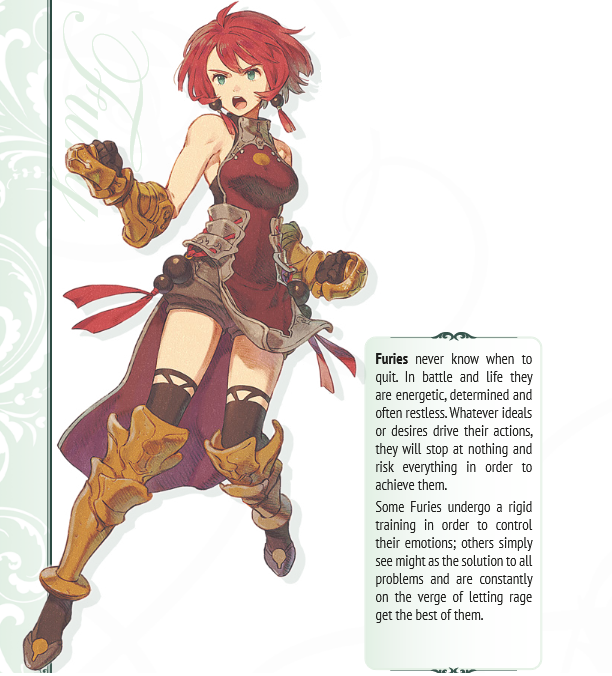 Fury
Furies never know when to
quit. In battle and life they
are energetic, determined and
often restless. Whatever ideals
or desires drive their actions,
they will stop at nothing and
risk everything in order to
achieve them.
Some Furies undergo a rigid
training in order to control
their emotions; others simply
see might as the solution to all
problems and are constantly
on the verge of letting rage
get the best of them.